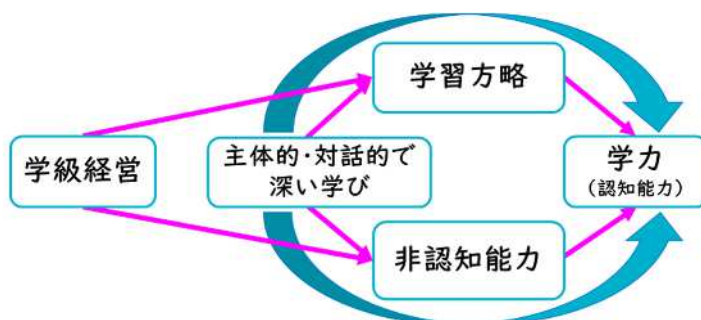 学習方略
学級経営
主体的・対話的で
深い学び
学力
(認知能力)
非認知能力